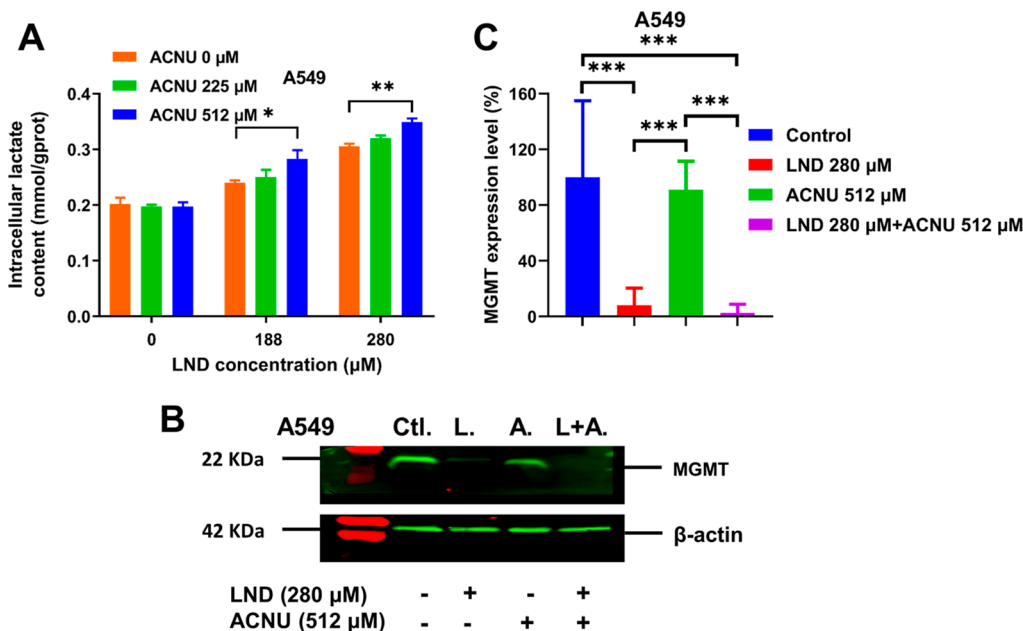 A
ACNU 0 µM
ACNU 225 µM
ACNU 512 µM
A549
*
**
Intracellular lactate
content (mmol/gprot)
0.4
0.3
0.2
0.1
0.0
0 188 280
LND concentration (µM)
C
A549
***
***
***
***
MGMT expression level (%)
160
120
80
40
0
Control
LND 280 µM
ACNU 512 µM
LND 280 µM+ACNU 512 µM
B
A549 Ctl. L. A. L+A.
22 KDa MGMT
42 KDa β-actin
LND (280 µM) - + - +
ACNU (512 µM) - - + +